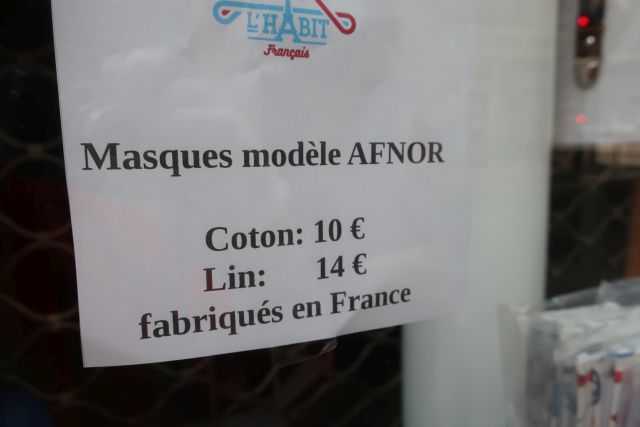 L'HABIT
Français
Masques modèle AFNOR
Coton: 10 €
Lin: 14 €
fabriqués en France